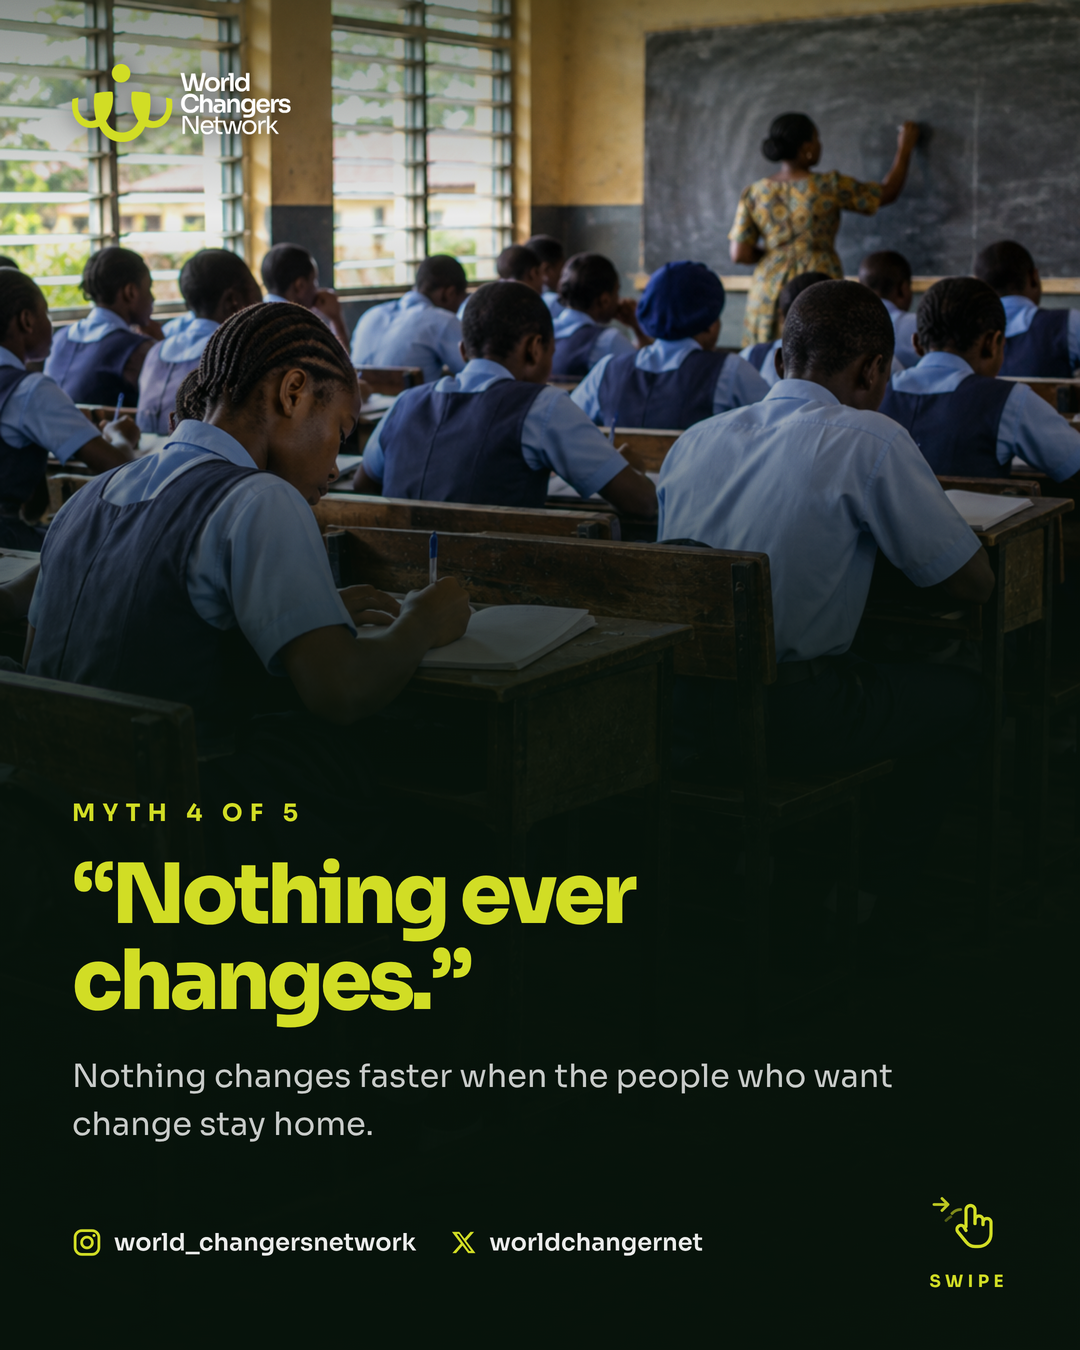 World
Changers
Network
MYTH 4 OF 5
“Nothing ever
changes.”
Nothing changes faster when the people who want
change stay home.
world_changersnetwork worldchangernet
SWIPE